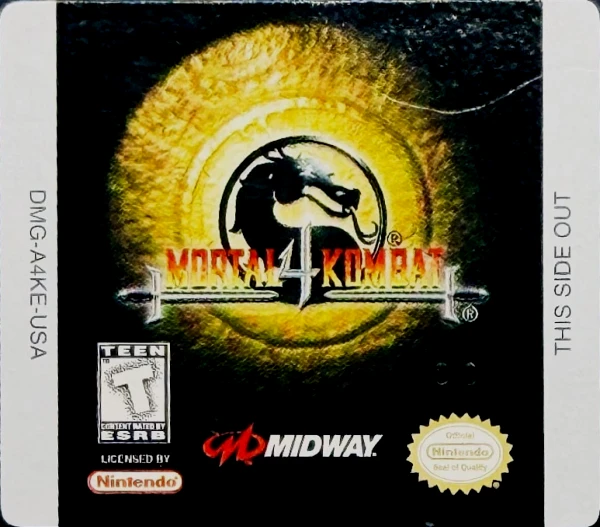 MORTAL 4 KOMBAT ®
®
DMG-A4KE-USA
THIS SIDE OUT
TEEN
T
CONTENT RATED BY
ESRB
LICENSED BY
Nintendo
MIDWAY
Official
Nintendo
Seal of Quality